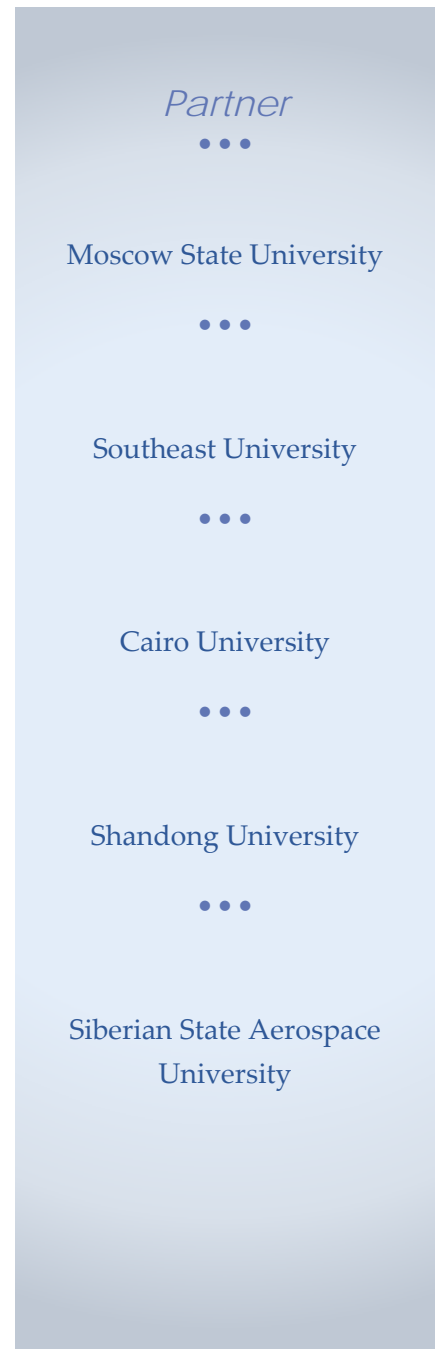 Partner
•••
Moscow State University
•••
Southeast University
•••
Cairo University
•••
Shandong University
•••
Siberian State Aerospace
University